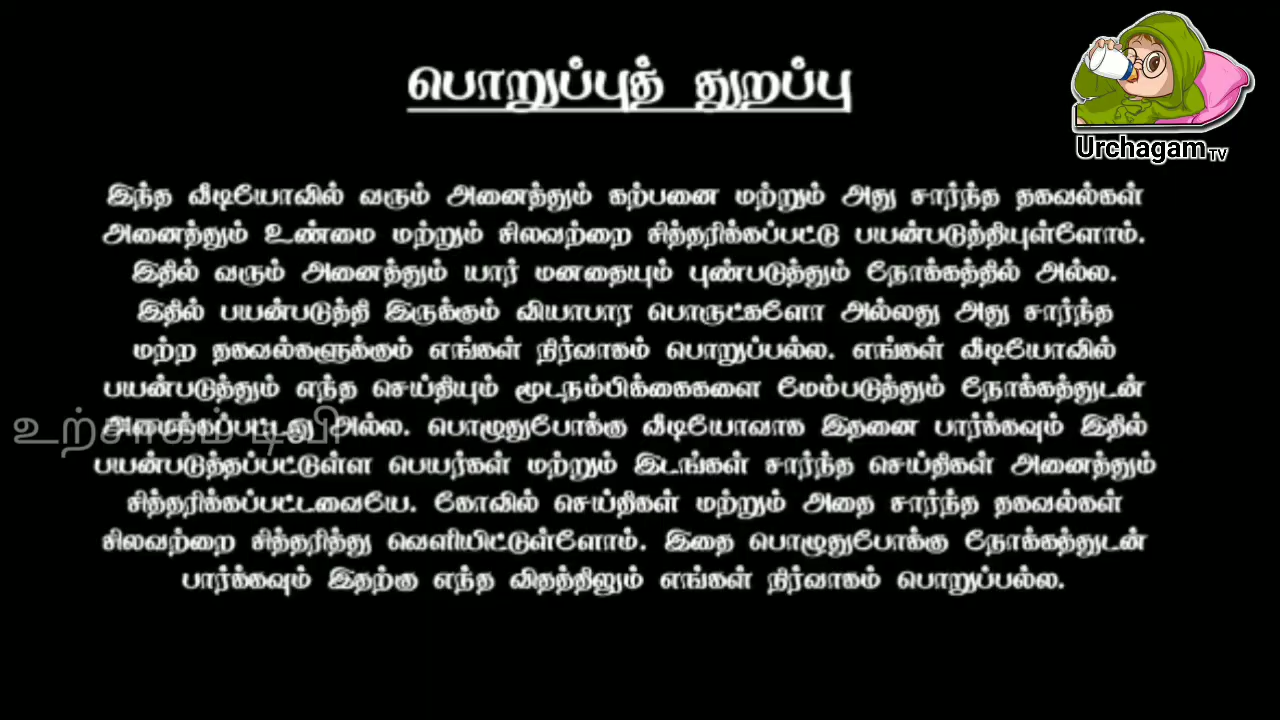 பொறுப்புத் துறப்பு
Urchagam TV
இந்த வீடியோவில் வரும் அனைத்தும் கற்பனை மற்றும் அது சார்ந்த தகவல்கள்
அனைத்தும் உண்மை மற்றும் சிலவற்றை சித்தரிக்கப்பட்டு பயன்படுத்தியுள்ளோம்.
இதில் வரும் அனைத்தும் யார் மனதையும் புண்படுத்தும் நோக்கத்தில் அல்ல.
இதில் பயன்படுத்தி இருக்கும் வியாபார பொருட்களோ அல்லது அது சார்ந்த
மற்ற தகவல்களுக்கும் எங்கள் நிர்வாகம் பொறுப்பல்ல. எங்கள் வீடியோவில்
பயன்படுத்தும் எந்த செய்தியும் மூடநம்பிக்கைகளை மேம்படுத்தும் நோக்கத்துடன்
அமைக்கப்பட்டது அல்ல. பொழுதுபோக்கு வீடியோவாக இதனை பார்க்கவும் இதில்
உற்சாகம் டிவி
பயன்படுத்தப்பட்டுள்ள பெயர்கள் மற்றும் இடங்கள் சார்ந்த செய்திகள் அனைத்தும்
சித்தரிக்கப்பட்டவையே. கோவில் செய்திகள் மற்றும் அதை சார்ந்த தகவல்கள்
சிலவற்றை சித்தரித்து வெளியிட்டுள்ளோம். இதை பொழுதுபோக்கு நோக்கத்துடன்
பார்க்கவும் இதற்கு எந்த விதத்திலும் எங்கள் நிர்வாகம் பொறுப்பல்ல.